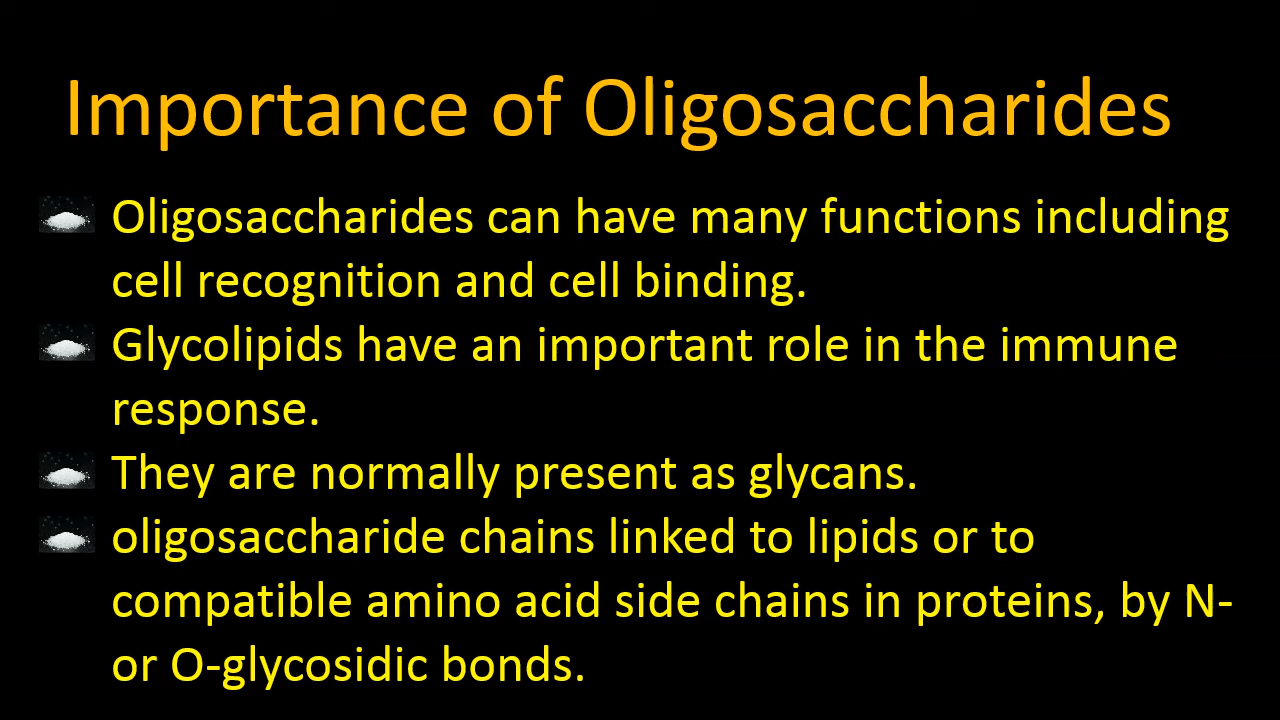 Importance of Oligosaccharides
Oligosaccharides can have many functions including
cell recognition and cell binding.
Glycolipids have an important role in the immune
response.
They are normally present as glycans.
oligosaccharide chains linked to lipids or to
compatible amino acid side chains in proteins, by N-
or O-glycosidic bonds.